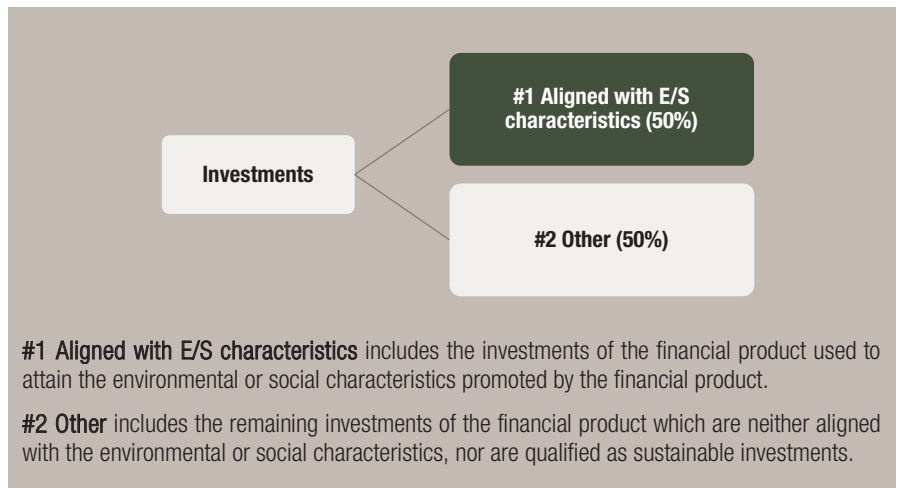 #1 Aligned with E/S
characteristics (50%)
Investments
#2 Other (50%)
#1 Aligned with E/S characteristics includes the investments of the financial product used to
attain the environmental or social characteristics promoted by the financial product.
#2 Other includes the remaining investments of the financial product which are neither aligned
with the environmental or social characteristics, nor are qualified as sustainable investments.